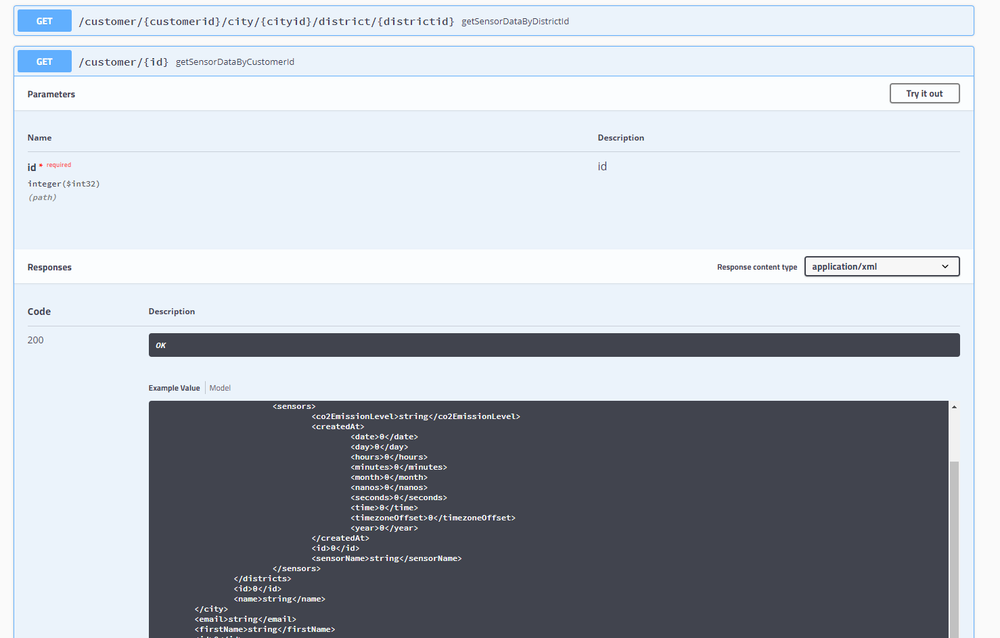 GET /customer/{customerid}/city/{cityid}/district/{districtid} getSensorDataByDistrictId
GET /customer/{id} getSensorDataByCustomerId
Parameters Try it out
Name Description
id * required id
integer($int32)
(path)
Responses Response content type application/xml
Code Description
200 OK
Example Value Model
<sensors>
<co2EmissionLevel>string</co2EmissionLevel>
<createdAt>
<date>0</date>
<day>0</day>
<hours>0</hours>
<minutes>0</minutes>
<month>0</month>
<nanos>0</nanos>
<seconds>0</seconds>
<time>0</time>
<timezoneOffset>0</timezoneOffset>
<year>0</year>
</createdAt>
<id>0</id>
<sensorName>string</sensorName>
</sensors>
</districts>
<id>0</id>
<name>string</name>
</city>
<email>string</email>
<firstName>string</firstName>